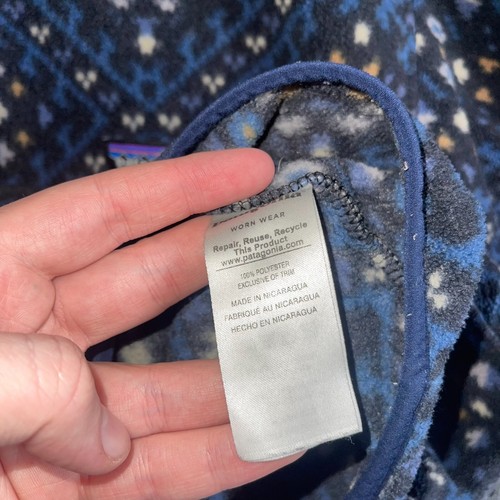 WORN WEAR
Repair, Reuse, Recycle
This Product
www.patagonia.com
100% POLYESTER
EXCLUSIVE OF TRIM
MADE IN NICARAGUA
FABRIQUE AU NICARAGUA
HECHO EN NICARAGUA